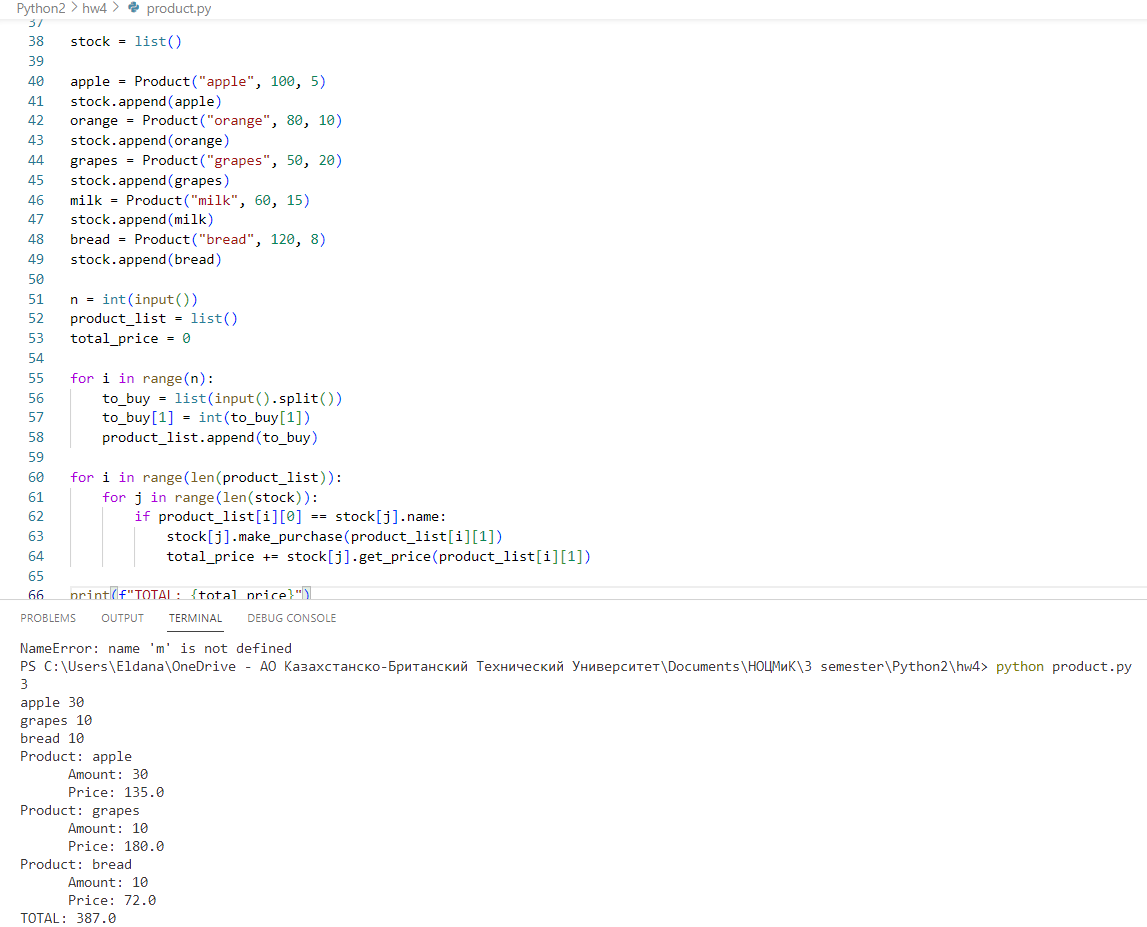 Python2 > hw4 > product.py
37
38 stock = list()
39
40 apple = Product("apple", 100, 5)
41 stock.append(apple)
42 orange = Product("orange", 80, 10)
43 stock.append(orange)
44 grapes = Product("grapes", 50, 20)
45 stock.append(grapes)
46 milk = Product("milk", 60, 15)
47 stock.append(milk)
48 bread = Product("bread", 120, 8)
49 stock.append(bread)
50
51 n = int(input())
52 product_list = list()
53 total_price = 0
54
55 for i in range(n):
56     to_buy = list(input().split())
57     to_buy[1] = int(to_buy[1])
58     product_list.append(to_buy)
59
60 for i in range(len(product_list)):
61     for j in range(len(stock)):
62         if product_list[i][0] == stock[j].name:
63             stock[j].make_purchase(product_list[i][1])
64             total_price += stock[j].get_price(product_list[i][1])
65
66 print(f"TOTAL: {total_price}")
PROBLEMS OUTPUT TERMINAL DEBUG CONSOLE
NameError: name 'm' is not defined
PS C:\Users\Eldana\OneDrive - АО Казахстанско-Британский Технический Университет\Documents\НОЦМиК\3 semester\Python2\hw4> python product.py
3
apple 30
grapes 10
bread 10
Product: apple
      Amount: 30
      Price: 135.0
Product: grapes
      Amount: 10
      Price: 180.0
Product: bread
      Amount: 10
      Price: 72.0
TOTAL: 387.0